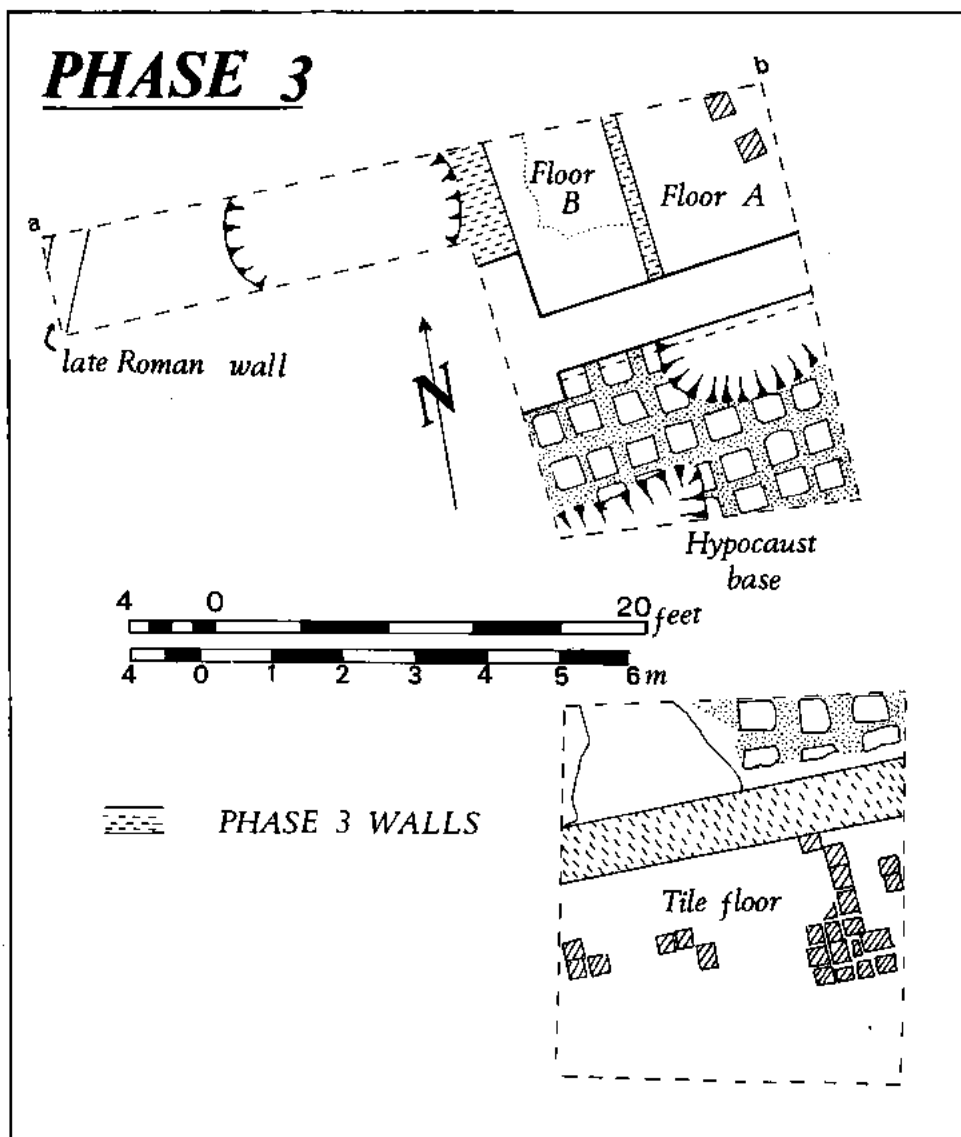 PHASE 3
b
Floor
B
Floor A
a
late Roman wall
N
Hypocaust
base
4 0 20 feet
4 0 1 2 3 4 5 6 m
PHASE 3 WALLS
Tile floor